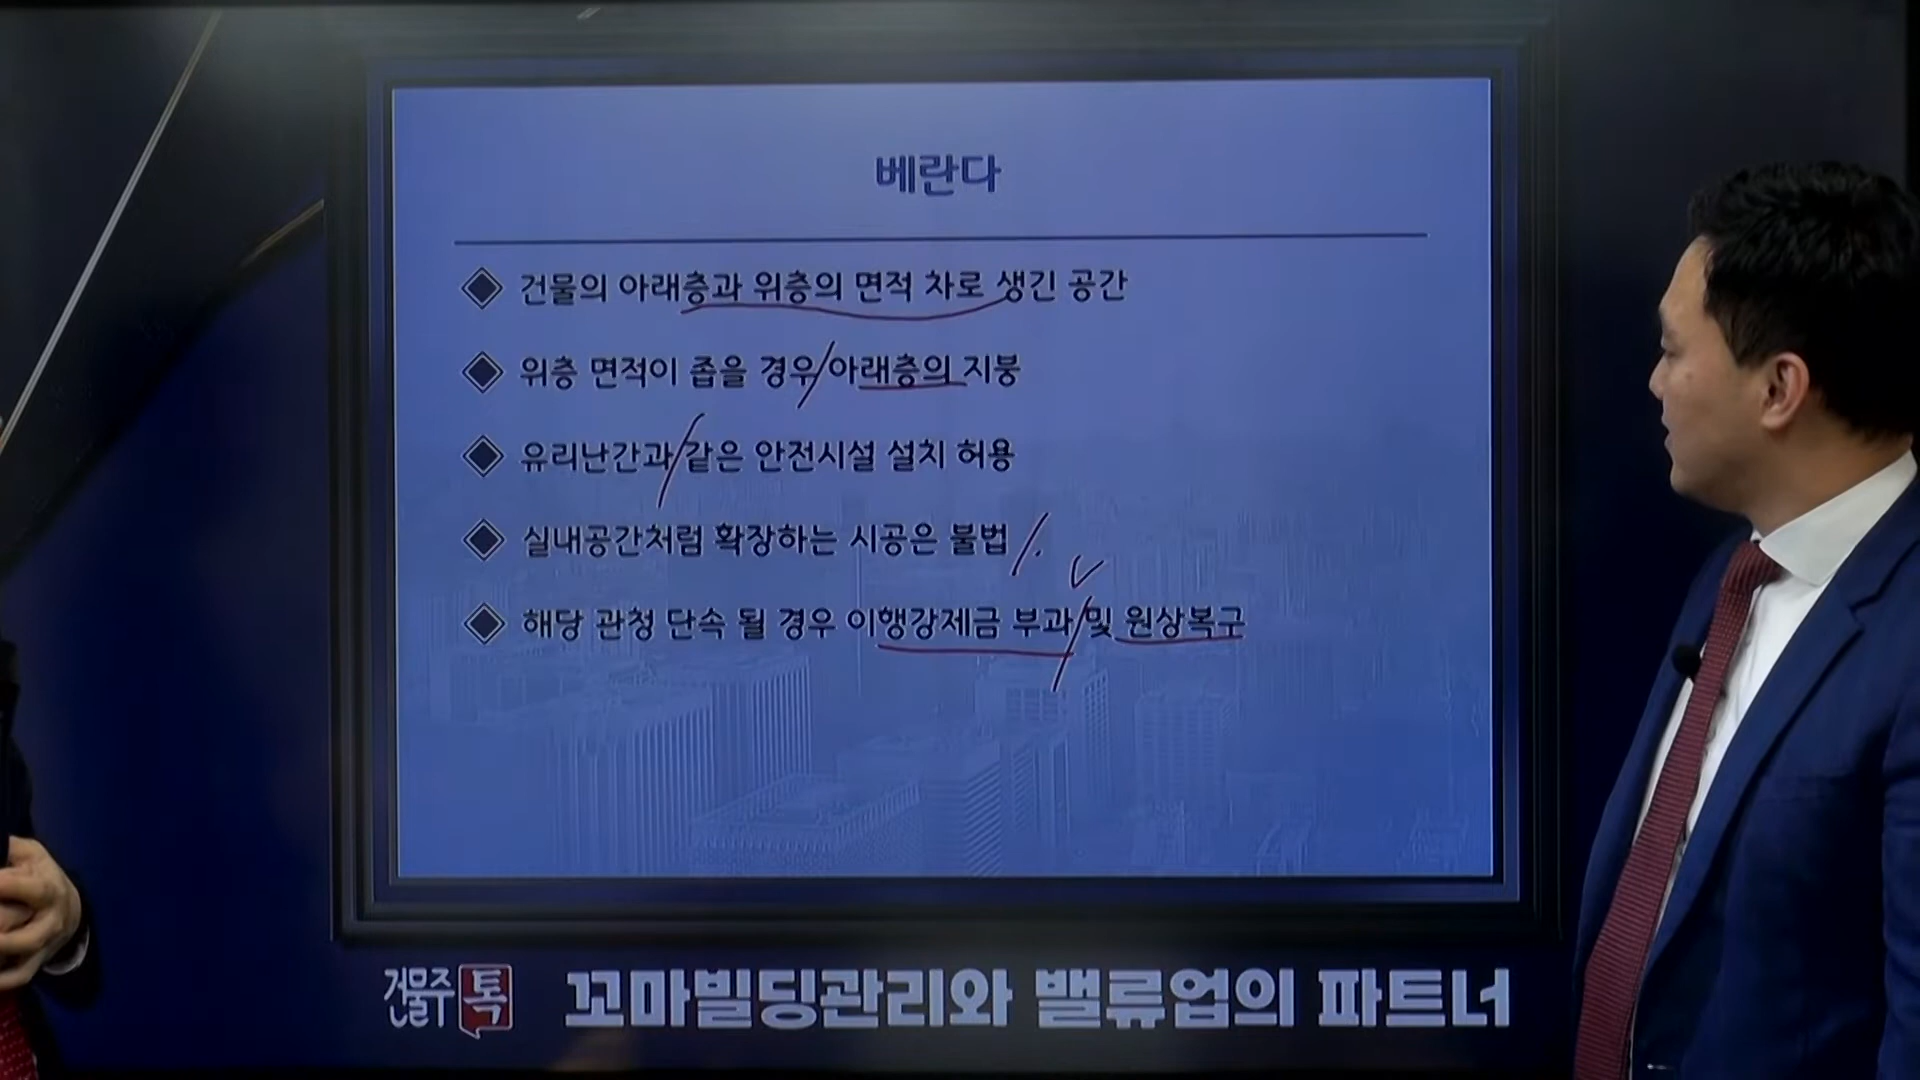 베란다
건물의 아래층과 위층의 면적 차로 생긴 공간
위층 면적이 좁을 경우 아래층의 지붕
유리난간과 같은 안전시설 설치 허용
실내공간처럼 확장하는 시공은 불법
해당 관청 단속 될 경우 이행강제금 부과 및 원상복구
건물주톡 꼬마빌딩관리와 밸류업의 파트너